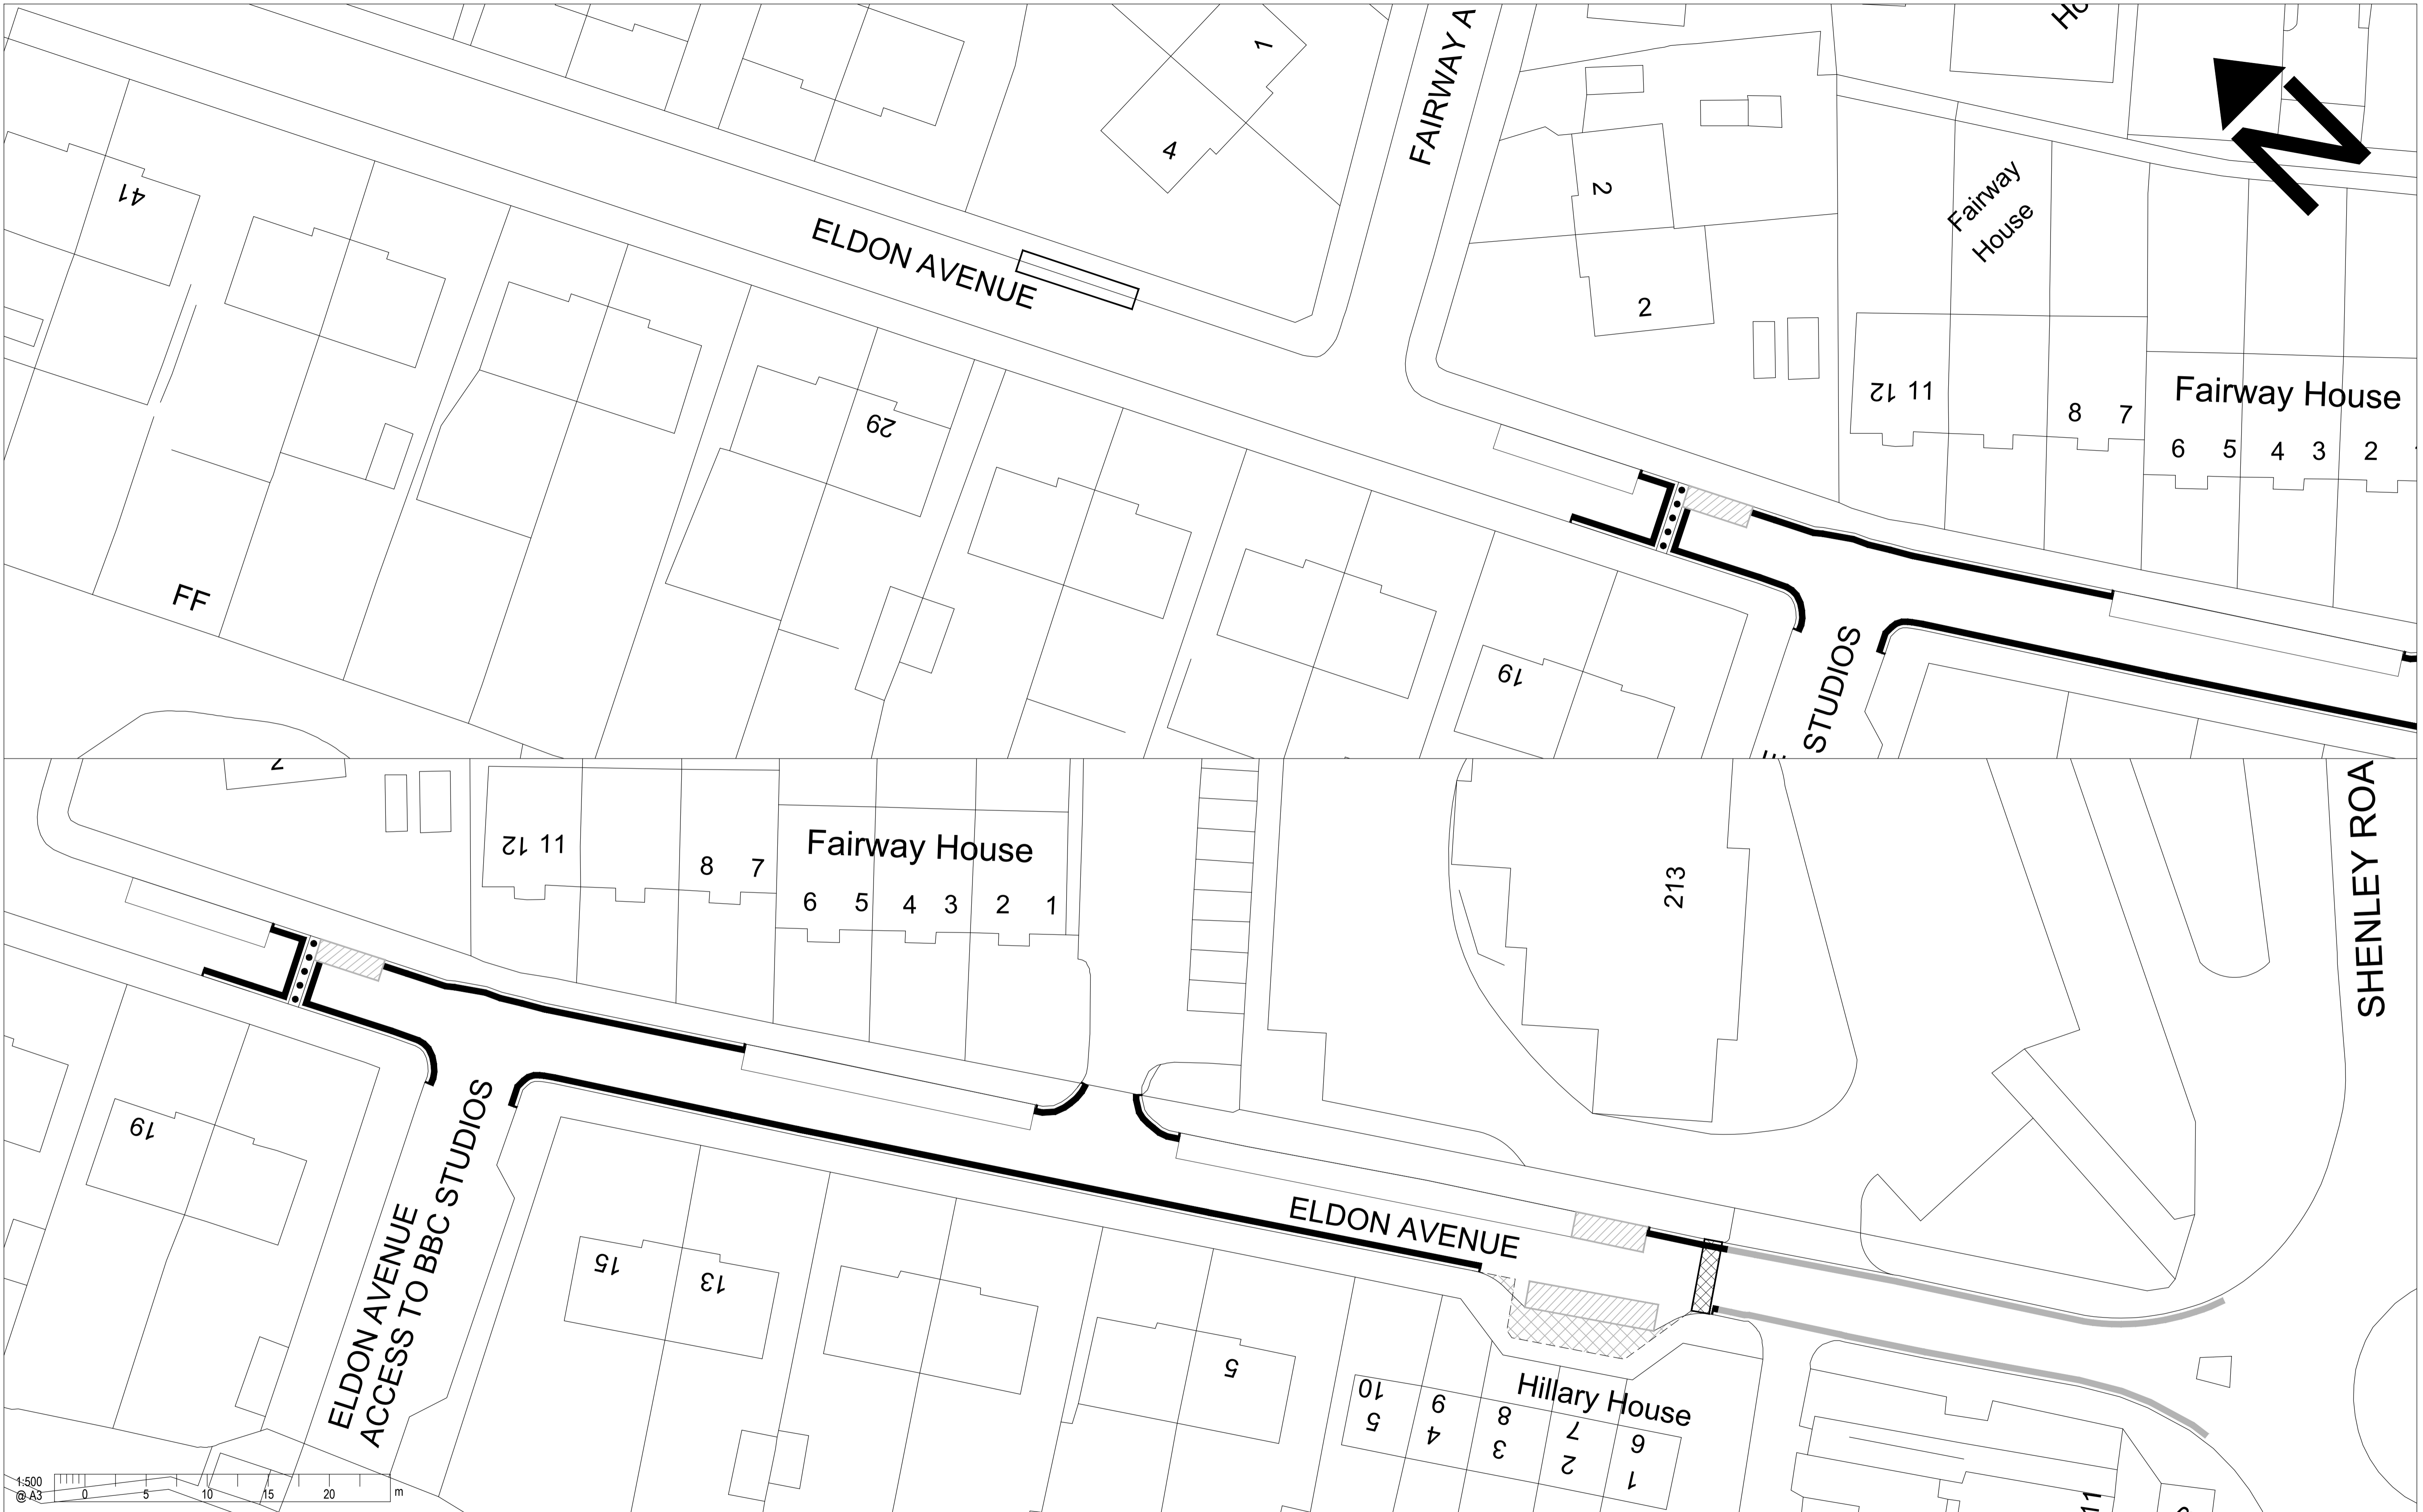 FAIRWAY A
Ho
1
4
2
2
Fairway
House
41
ELDON AVENUE
29
12 11
8 7
Fairway House
6 5 4 3 2
FF
19
STUDIOS
12 11
8 7
Fairway House
6 5 4 3 2 1
213
SHENLEY ROA
19
ELDON AVENUE
ACCESS TO BBC STUDIOS
15
13
ELDON AVENUE
5
Hillary House
10 9 8 7 6
5 4 3 2 1
1:500
@ A3
0 5 10 15 20 m